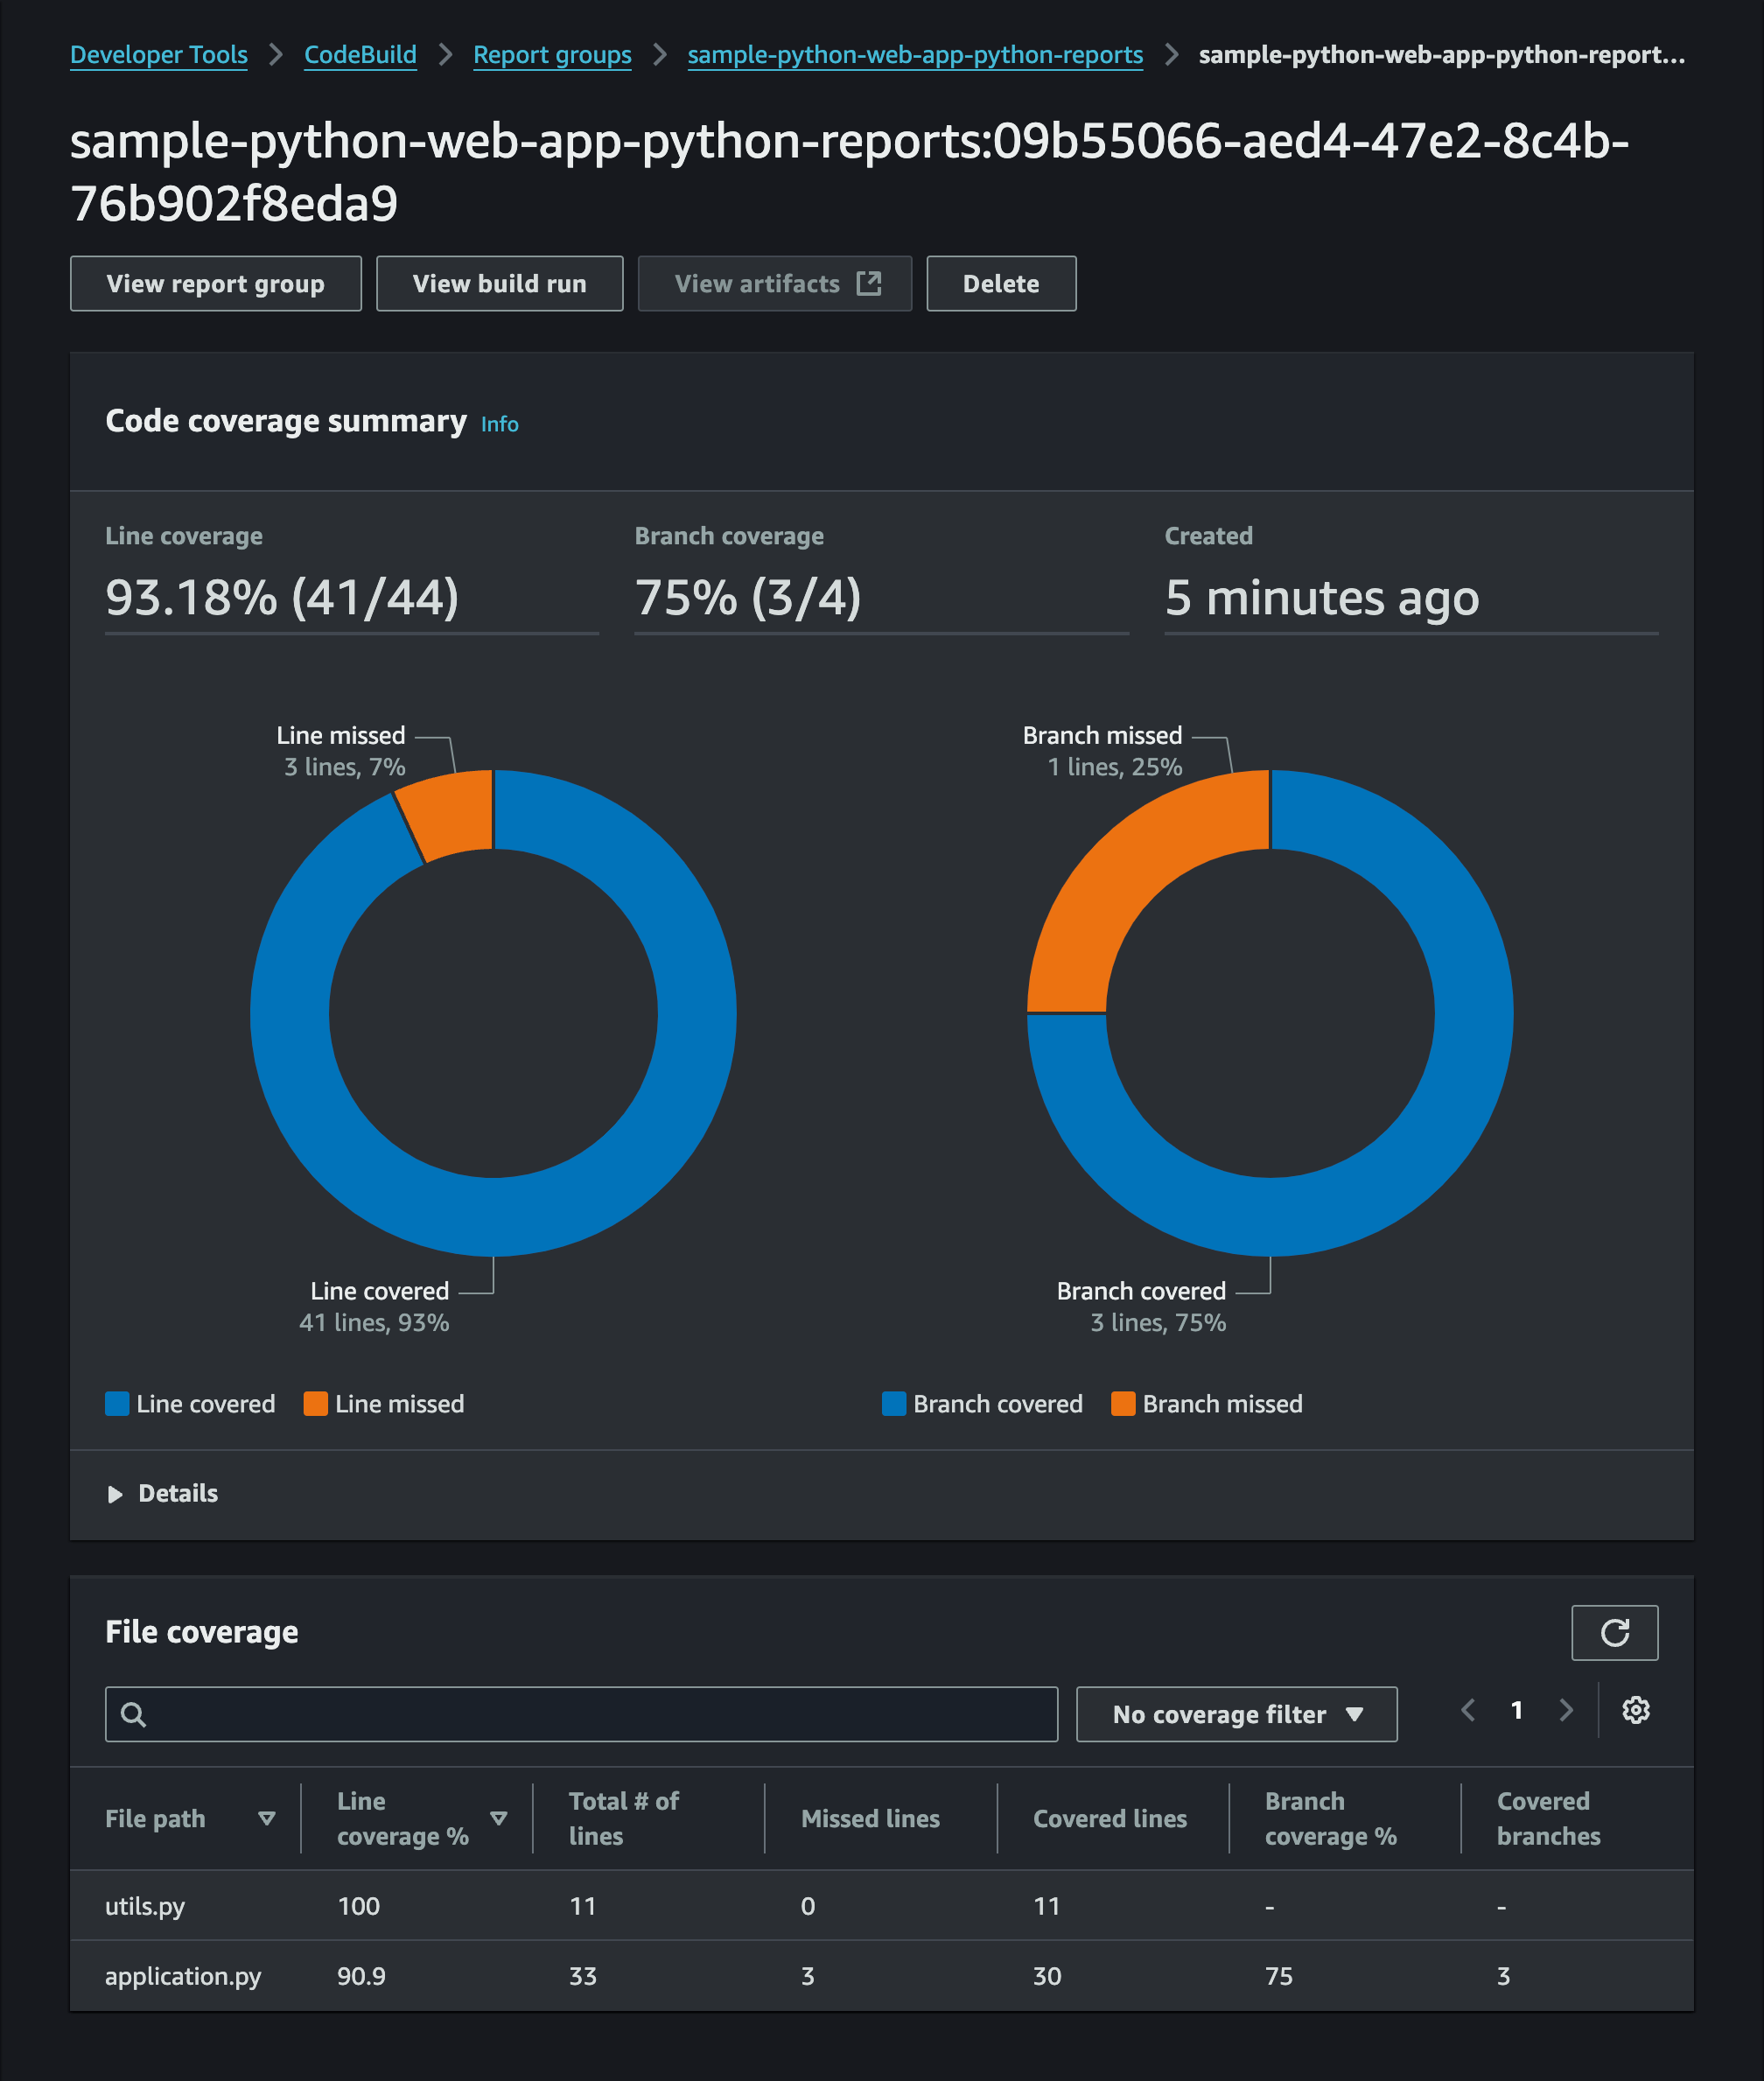 Developer Tools > CodeBuild > Report groups > sample-python-web-app-python-reports > sample-python-web-app-python-report...
sample-python-web-app-python-reports:09b55066-aed4-47e2-8c4b-
76b902f8eda9
View report group View build run View artifacts Delete
Code coverage summary Info
Line coverage Branch coverage Created
93.18% (41/44) 75% (3/4) 5 minutes ago
Line missed Branch missed
3 lines, 7% 1 lines, 25%
Line covered Branch covered
41 lines, 93% 3 lines, 75%
Line covered Line missed Branch covered Branch missed
Details
File coverage
No coverage filter 1
File path Line coverage % Total # of lines Missed lines Covered lines Branch coverage % Covered branches
utils.py 100 11 0 11 - -
application.py 90.9 33 3 30 75 3